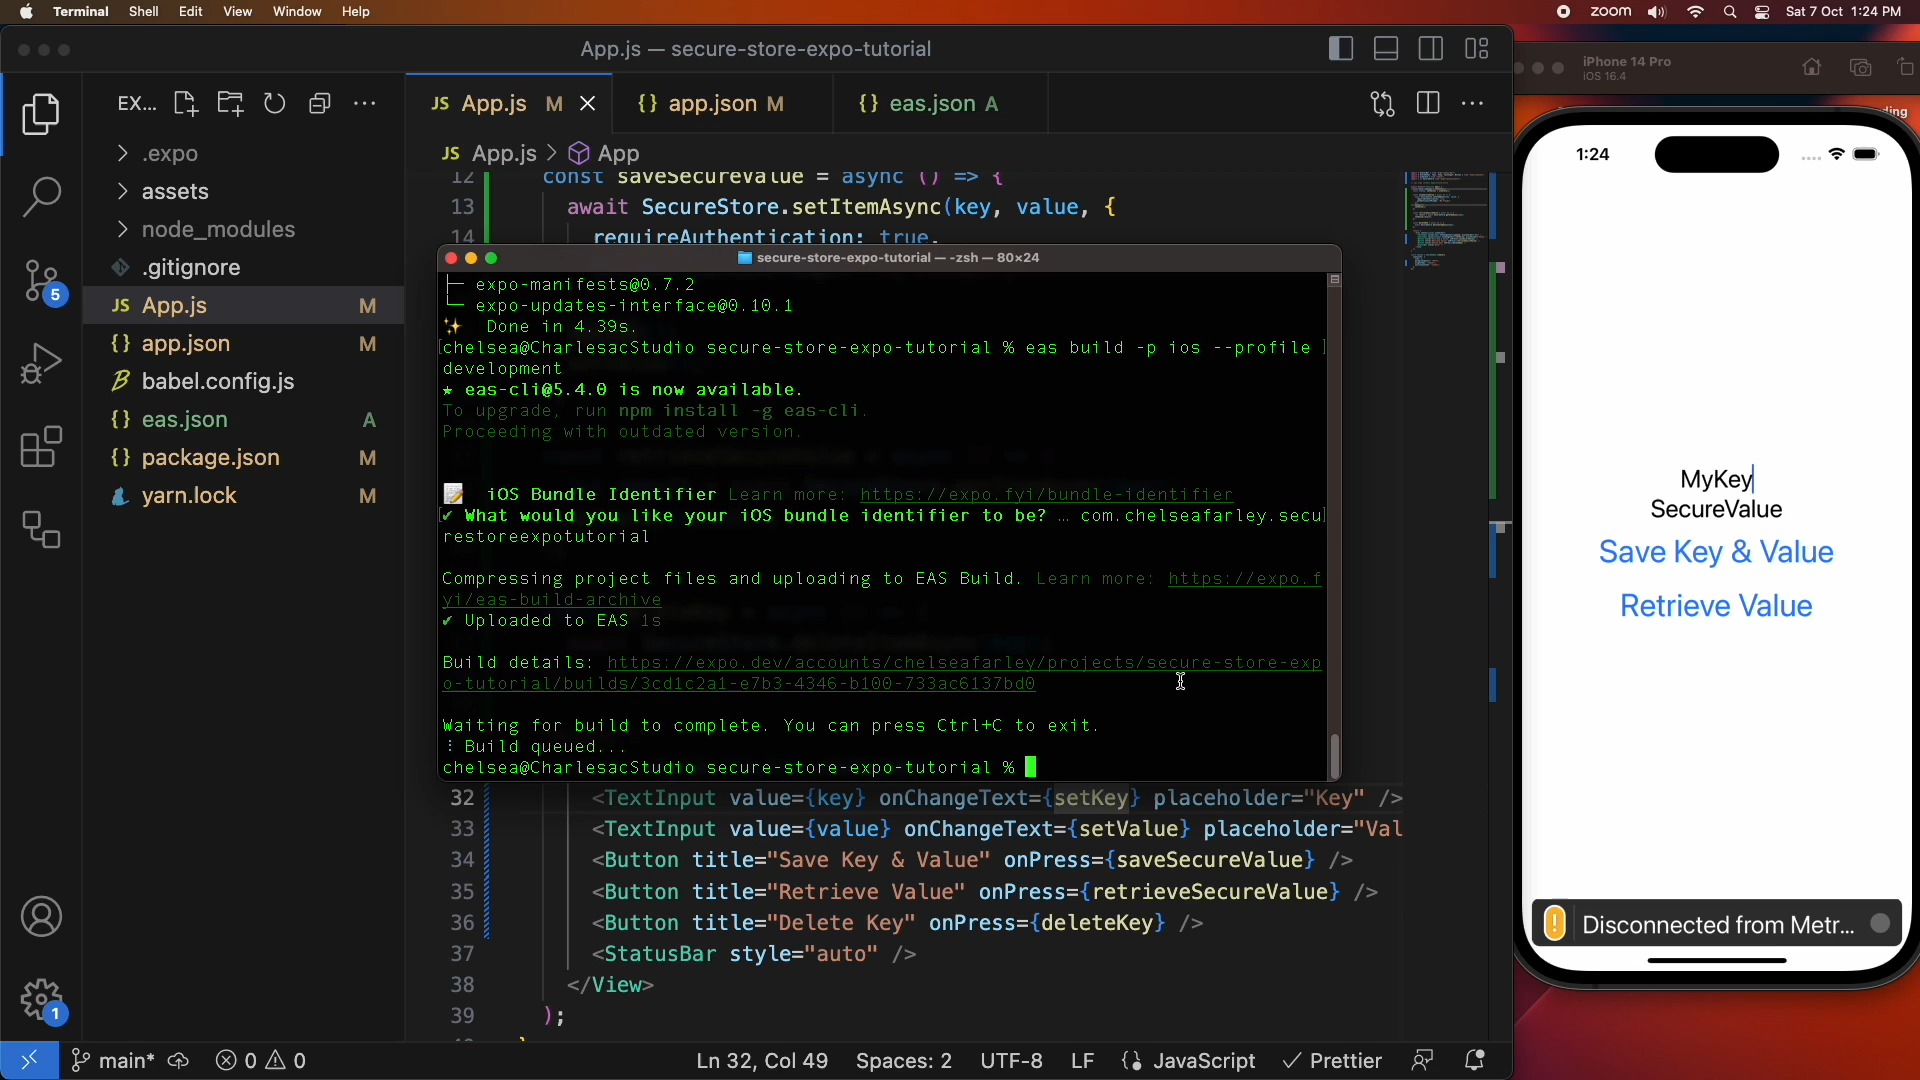 Terminal Shell Edit View Window Help
zoom Sat 7 Oct 1:24 PM
App.js — secure-store-expo-tutorial
EX...
JS App.js M
{} app.json M
{} eas.json A
JS App.js > App
> .expo
> assets
> node_modules
.gitignore
JS App.js M
{} app.json M
babel.config.js
{} eas.json A
{} package.json M
yarn.lock M
5
1
12 const saveSecureValue = async () => {
13 await SecureStore.setItemAsync(key, value, {
14 requireAuthentication: true,
secure-store-expo-tutorial — -zsh — 80×24
├─ expo-manifests@0.7.2
└─ expo-updates-interface@0.10.1
✨ Done in 4.39s.
[chelsea@CharlesacStudio secure-store-expo-tutorial % eas build -p ios --profile ]
development
★ eas-cli@5.4.0 is now available.
To upgrade, run npm install -g eas-cli.
Proceeding with outdated version.
📝 iOS Bundle Identifier Learn more: https://expo.fyi/bundle-identifier
[✔ What would you like your iOS bundle identifier to be? … com.chelseafarley.secu]
restoreexpotutorial
Compressing project files and uploading to EAS Build. Learn more: https://expo.f
yi/eas-build-archive
✔ Uploaded to EAS 1s
Build details: https://expo.dev/accounts/chelseafarley/projects/secure-store-exp
o-tutorial/builds/3cd1c2a1-e7b3-4346-b100-733ac6137bd0
Waiting for build to complete. You can press Ctrl+C to exit.
⋮ Build queued...
chelsea@CharlesacStudio secure-store-expo-tutorial %
32 <TextInput value={key} onChangeText={setKey} placeholder="Key" />
33 <TextInput value={value} onChangeText={setValue} placeholder="Val
34 <Button title="Save Key & Value" onPress={saveSecureValue} />
35 <Button title="Retrieve Value" onPress={retrieveSecureValue} />
36 <Button title="Delete Key" onPress={deleteKey} />
37 <StatusBar style="auto" />
38 </View>
39 );
main* 0 0
Ln 32, Col 49 Spaces: 2 UTF-8 LF {} JavaScript ✓ Prettier
iPhone 14 Pro
iOS 16.4
1:24
MyKey
SecureValue
Save Key & Value
Retrieve Value
Disconnected from Metr...